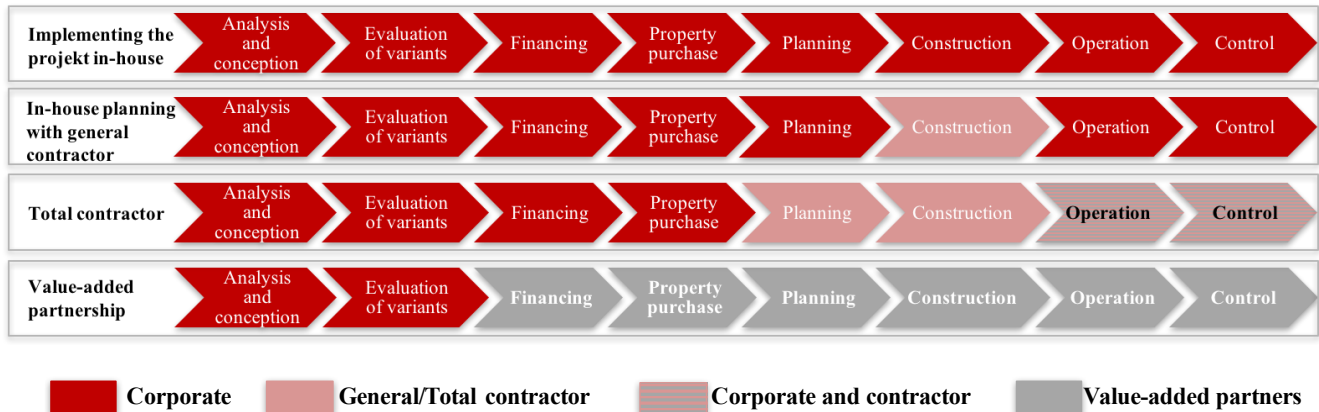 Implementing the
projekt in-house
Analysis
and
conception
Evaluation
of variants
Financing
Property
purchase
Planning
Construction
Operation
Control
In-house planning
with general
contractor
Analysis
and
conception
Evaluation
of variants
Financing
Property
purchase
Planning
Construction
Operation
Control
Total contractor
Analysis
and
conception
Evaluation
of variants
Financing
Property
purchase
Planning
Construction
Operation
Control
Value-added
partnership
Analysis
and
conception
Evaluation
of variants
Financing
Property
purchase
Planning
Construction
Operation
Control
Corporate
General/Total contractor
Corporate and contractor
Value-added partners